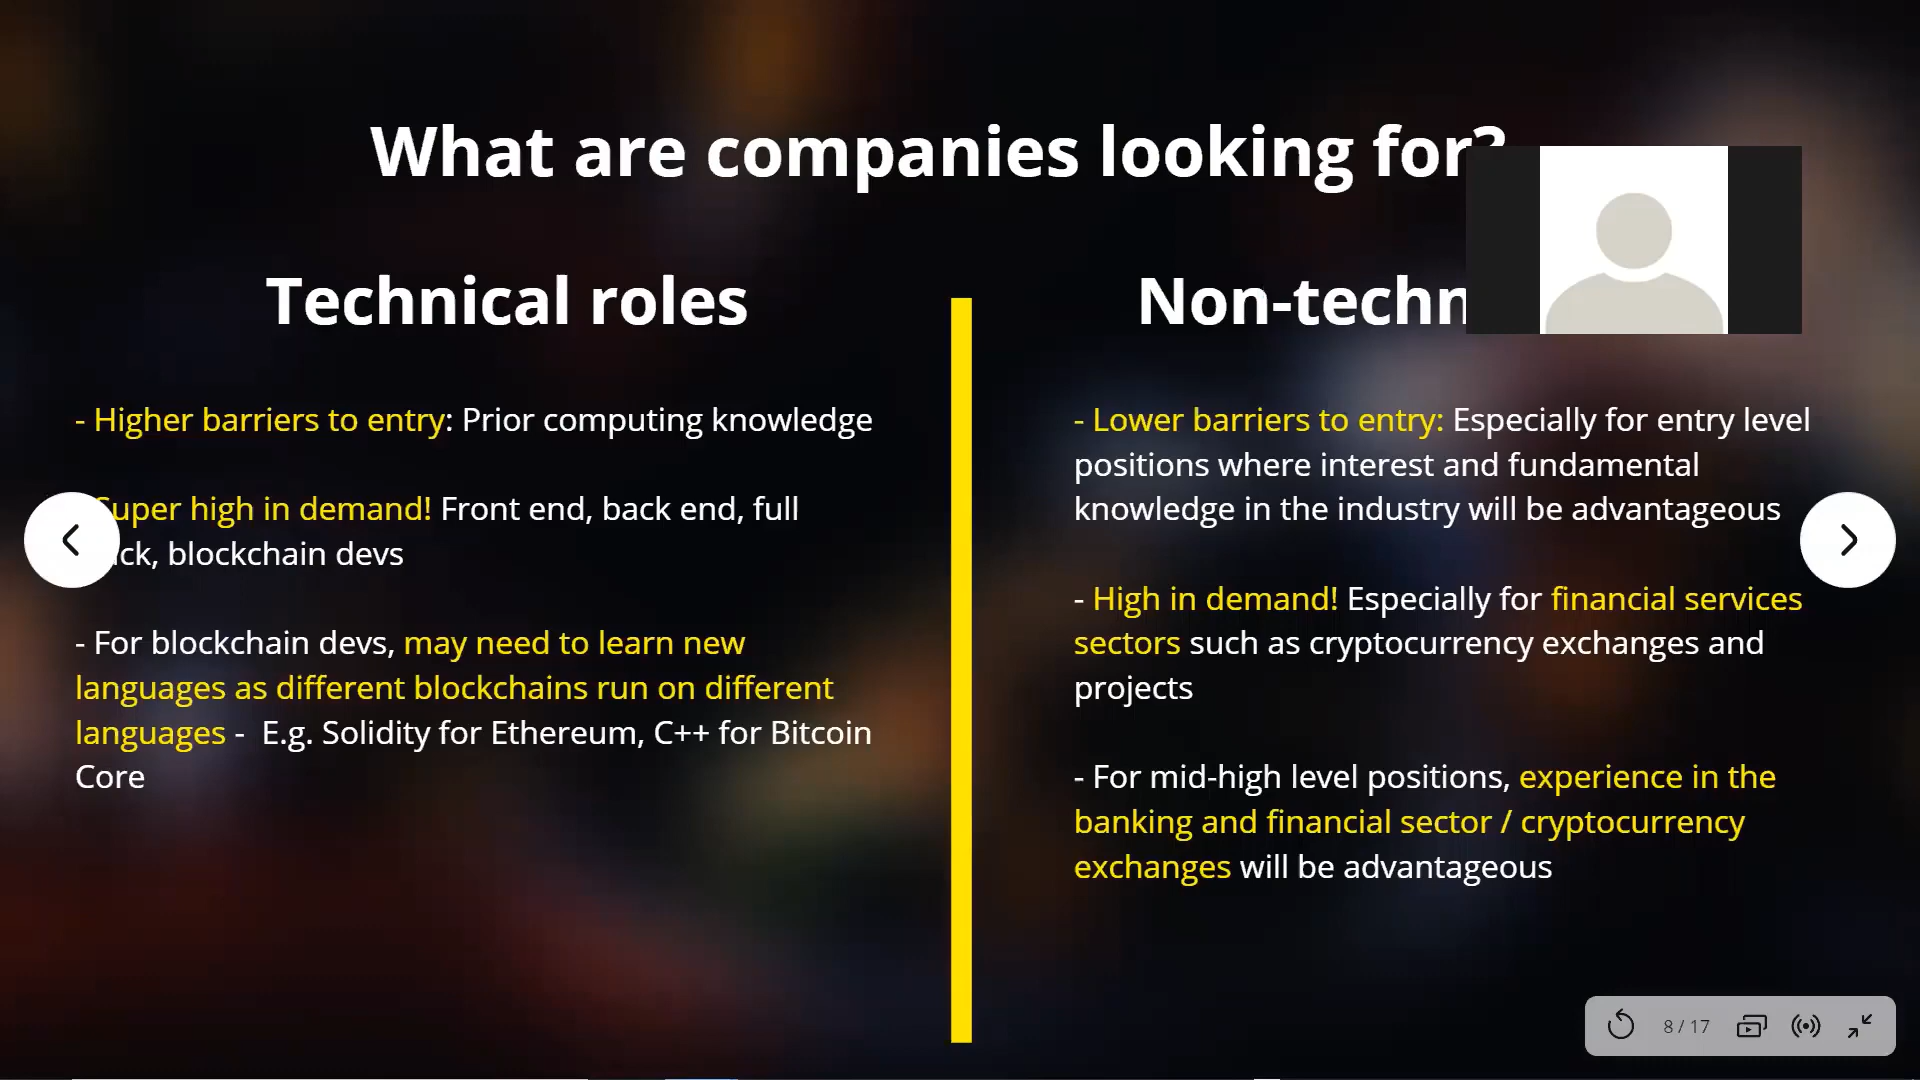 What are companies looking for?
Technical roles
- Higher barriers to entry: Prior computing knowledge
Super high in demand! Front end, back end, full
blockchain devs
- For blockchain devs, may need to learn new
languages as different blockchains run on different
languages - E.g. Solidity for Ethereum, C++ for Bitcoin
Core
- Lower barriers to entry: Especially for entry level
positions where interest and fundamental
knowledge in the industry will be advantageous
- High in demand! Especially for financial services
sectors such as cryptocurrency exchanges and
projects
- For mid-high level positions, experience in the
banking and financial sector / cryptocurrency
exchanges will be advantageous
8 / 17